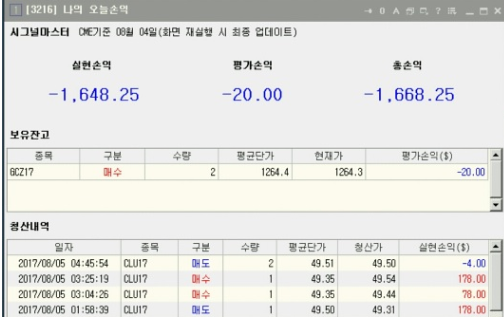 [3216] 나의 오늘손익
시그널마스터 CME기준 08월 04일(화면 재실행 시 최종 업데이트)
실현손익 평가손익 총손익
-1,648.25 -20.00 -1,668.25
보유잔고
종목 구분 수량 평균단가 현재가 평가손익($)
GCZ17 매수 2 1264.4 1264.3 -20.00
청산내역
일자 종목 구분 수량 평균단가 청산가 실현손익($)
2017/08/05 04:45:54 CLU17 매도 2 49.51 49.50 -4.00
2017/08/05 03:25:19 CLU17 매수 1 49.35 49.54 178.00
2017/08/05 03:04:26 CLU17 매수 1 49.35 49.44 78.00
2017/08/05 01:58:39 CLU17 매도 1 49.50 49.31 178.00